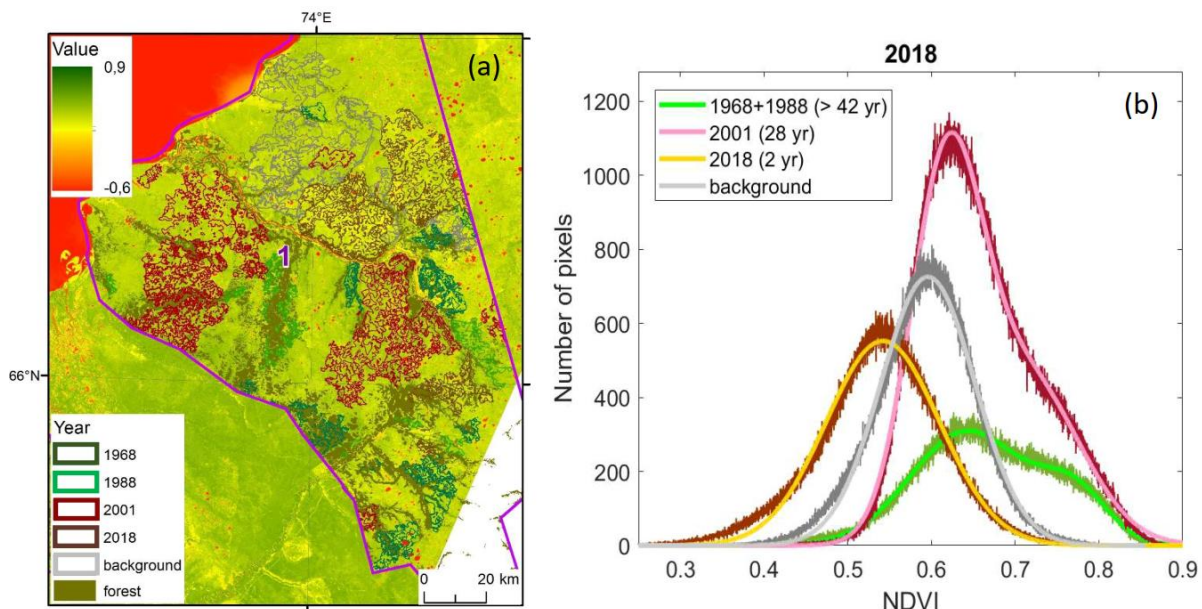 74°E
Value
0,9
-0,6
(a)
1
66°N
Year
1968
1988
2001
2018
background
forest
0 20 km
2018
(b)
1968+1988 (> 42 yr)
2001 (28 yr)
2018 (2 yr)
background
Number of pixels
1200
1000
800
600
400
200
0
0.3 0.4 0.5 0.6 0.7 0.8 0.9
NDVI